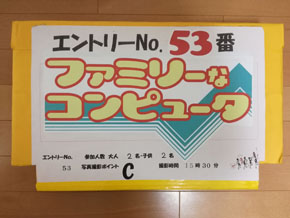 エントリーNo. 53番
ファミリーな
コンピュータ
エントリーNo. 参加人数 大人 2名・子供 2名
53 写真撮影ポイント C 撮影時間 15時30分